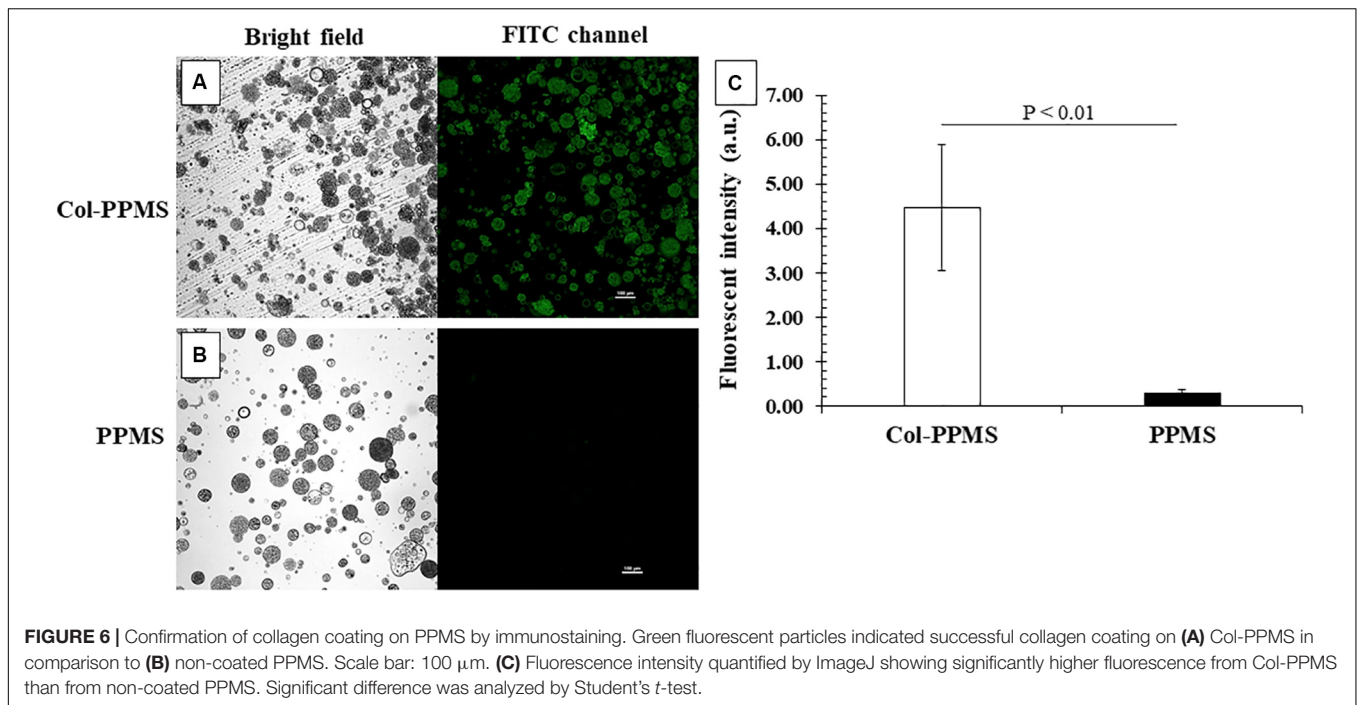 Bright field
FITC channel
A
Col-PPMS
100 μm
B
PPMS
100 μm
C
Fluorescent intensity (a.u.)
7.00
6.00
5.00
4.00
3.00
2.00
1.00
0.00
P < 0.01
Col-PPMS
PPMS
FIGURE 6 | Confirmation of collagen coating on PPMS by immunostaining. Green fluorescent particles indicated successful collagen coating on (A) Col-PPMS in
comparison to (B) non-coated PPMS. Scale bar: 100 μm. (C) Fluorescence intensity quantified by ImageJ showing significantly higher fluorescence from Col-PPMS
than from non-coated PPMS. Significant difference was analyzed by Student's t-test.